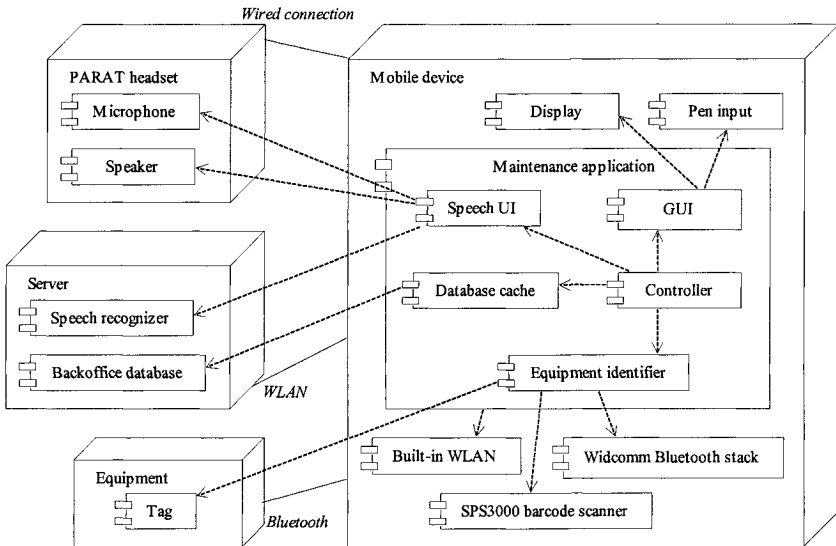 Wired connection
PARAT headset
Microphone
Speaker
Mobile device
Display
Pen input
Maintenance application
Speech UI
GUI
Server
Speech recognizer
Backoffice database
WLAN
Database cache
Controller
Equipment identifier
Equipment
Tag
Bluetooth
Built-in WLAN
Widcomm Bluetooth stack
SPS3000 barcode scanner